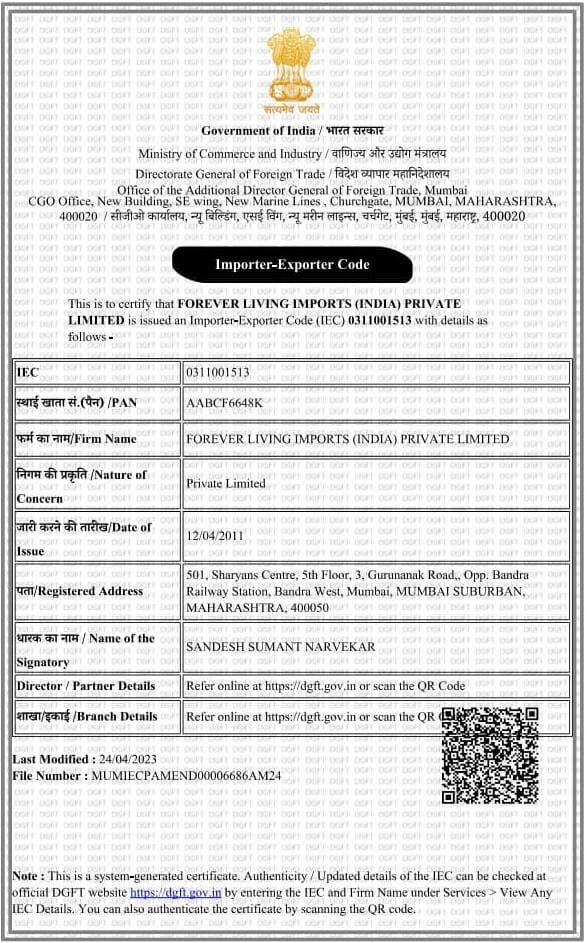 सत्यमेव जयते
Government of India / भारत सरकार
Ministry of Commerce and Industry / वाणिज्य और उद्योग मंत्रालय
Directorate General of Foreign Trade / विदेश व्यापार महानिदेशालय
Office of the Additional Director General of Foreign Trade, Mumbai
CGO Office, New Building, SE wing, New Marine Lines , Churchgate, MUMBAI, MAHARASHTRA,
400020 / सीजीओ कार्यालय, न्यू बिल्डिंग, एसई विंग, न्यू मरीन लाइन्स, चर्चगेट, मुंबई, मुंबई, महाराष्ट्र, 400020
Importer-Exporter Code
This is to certify that FOREVER LIVING IMPORTS (INDIA) PRIVATE
LIMITED is issued an Importer-Exporter Code (IEC) 0311001513 with details as
follows -
IEC 0311001513
स्थाई खाता सं.(पैन) /PAN AABCF6648K
फर्म का नाम/Firm Name FOREVER LIVING IMPORTS (INDIA) PRIVATE LIMITED
निगम की प्रकृति /Nature of
Concern
Private Limited
जारी करने की तारीख/Date of
Issue
12/04/2011
पता/Registered Address
501, Sharyans Centre, 5th Floor, 3, Gurunanak Road,, Opp. Bandra
Railway Station, Bandra West, Mumbai, MUMBAI SUBURBAN,
MAHARASHTRA, 400050
धारक का नाम / Name of the
Signatory
SANDESH SUMANT NARVEKAR
Director / Partner Details Refer online at https://dgft.gov.in or scan the QR Code
शाखा/इकाई /Branch Details Refer online at https://dgft.gov.in or scan the QR
Last Modified : 24/04/2023
File Number : MUMIECPAMEND00006686AM24
Note : This is a system-generated certificate. Authenticity / Updated details of the IEC can be checked at
official DGFT website https://dgft.gov.in by entering the IEC and Firm Name under Services > View Any
IEC Details. You can also authenticate the certificate by scanning the QR code.